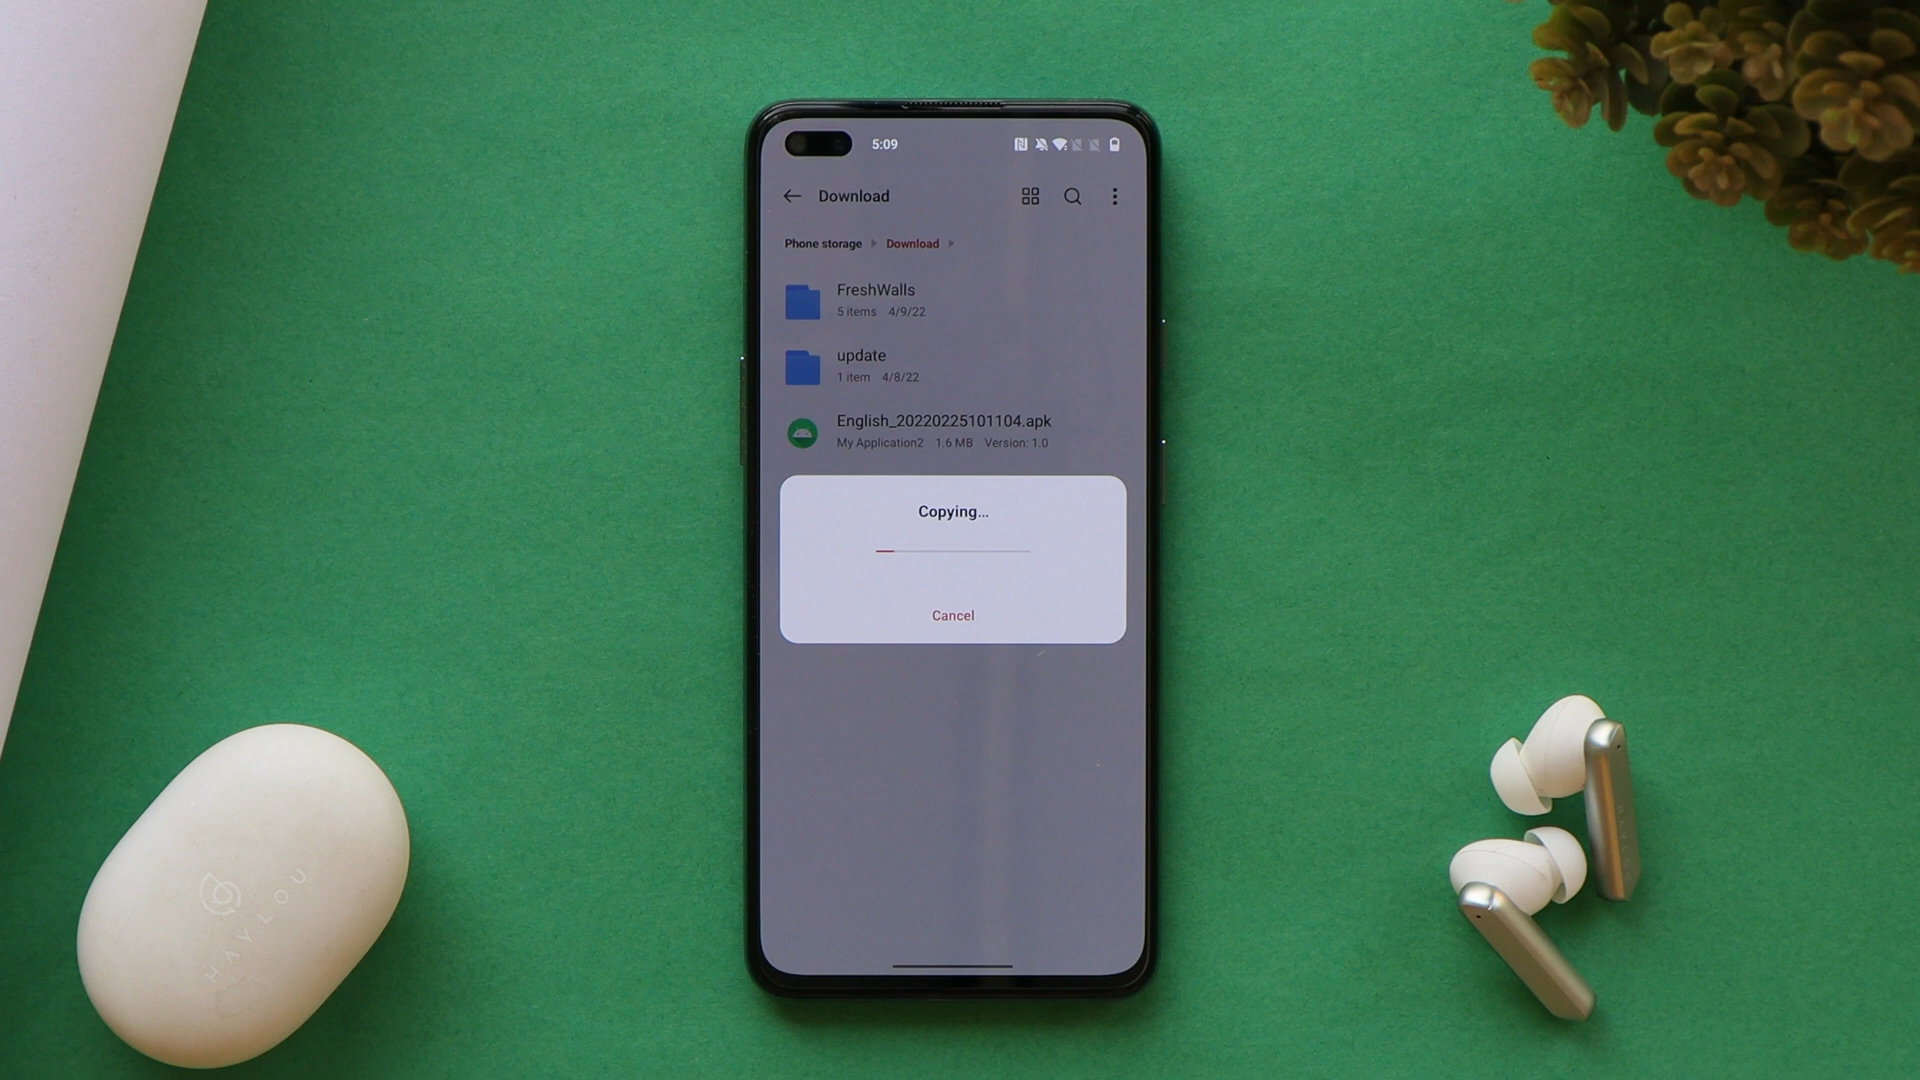 5:09
Download
Phone storage Download
FreshWalls
5 items 4/9/22
update
1 item 4/8/22
English_20220225101104.apk
My Application2 1.6 MB Version: 1.0
Copying...
Cancel
HAYLOU